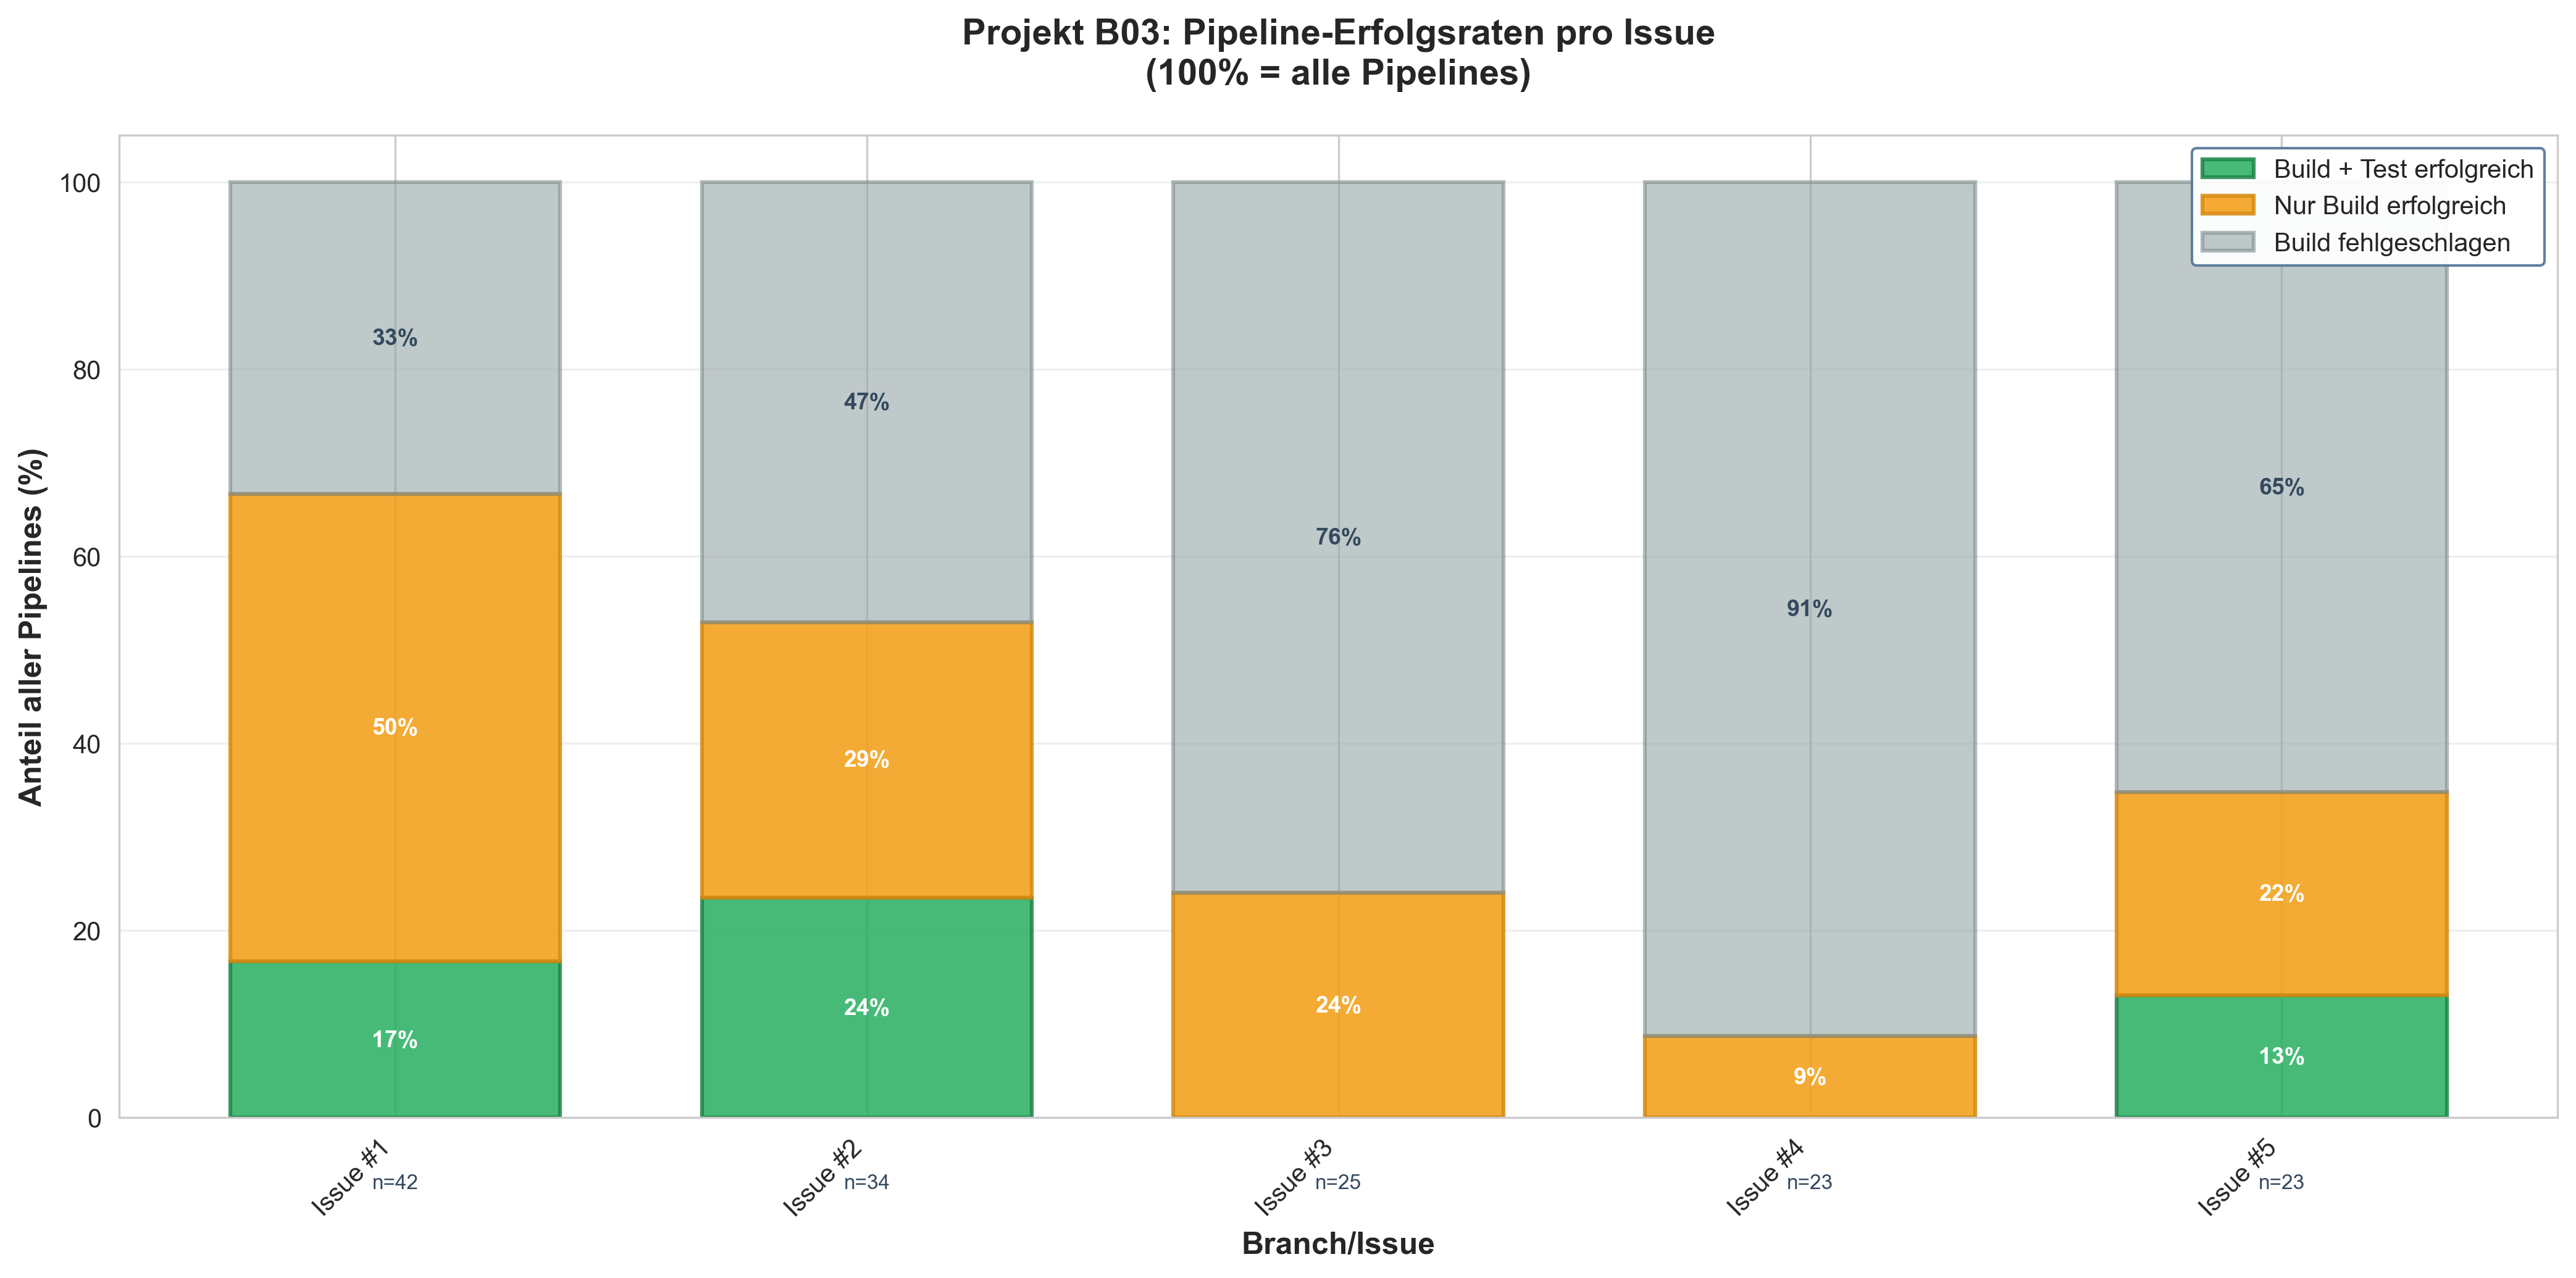 Projekt B03: Pipeline-Erfolgsraten pro Issue
(100% = alle Pipelines)
Build + Test erfolgreich
Nur Build erfolgreich
Build fehlgeschlagen
Anteil aller Pipelines (%)
100
80
60
40
20
0
33%
50%
17%
47%
29%
24%
76%
24%
91%
9%
65%
22%
13%
Issue #1
n=42
Issue #2
n=34
Issue #3
n=25
Issue #4
n=23
Issue #5
n=23
Branch/Issue